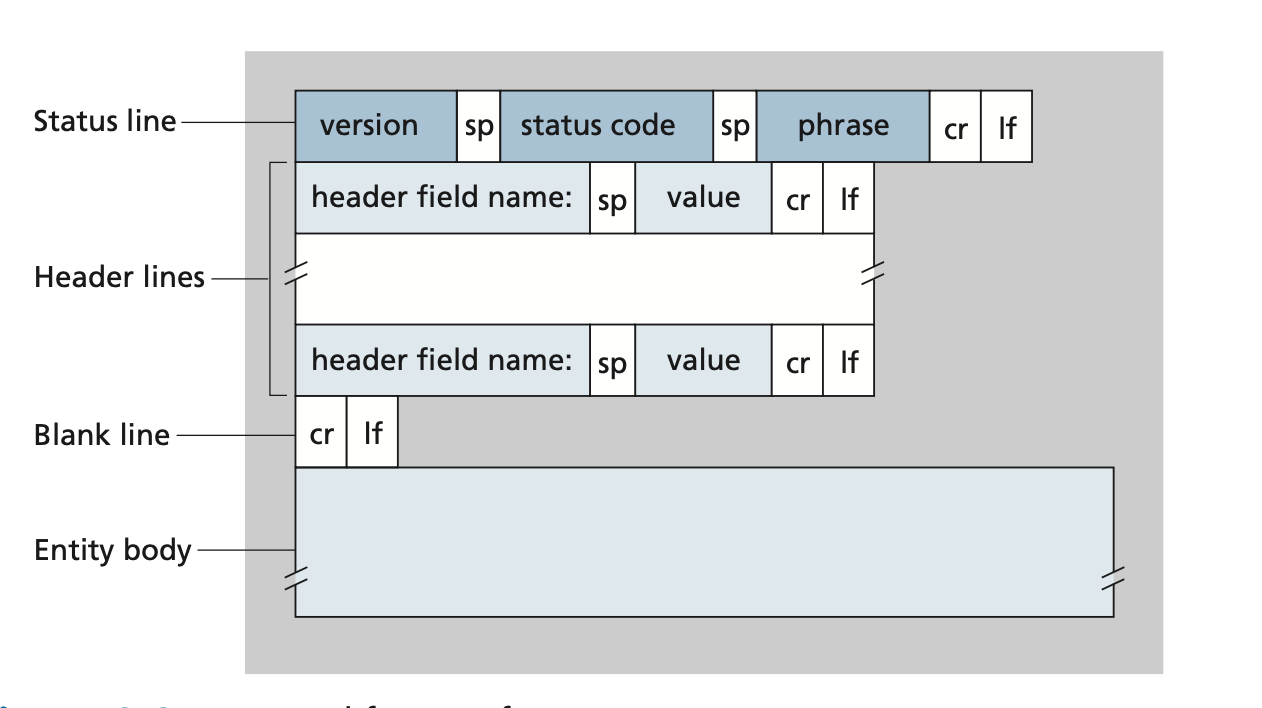 Status line version sp status code sp phrase cr lf
header field name: sp value cr lf
Header lines
header field name: sp value cr lf
Blank line cr lf
Entity body